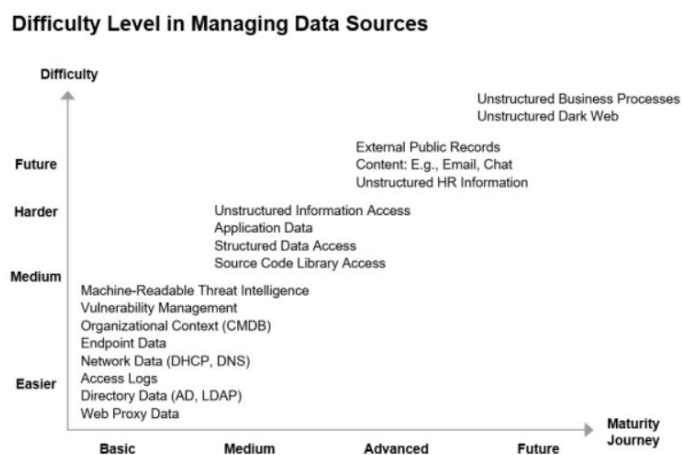 Difficulty Level in Managing Data Sources
Difficulty
Unstructured Business Processes
Unstructured Dark Web
External Public Records
Future
Content: E.g., Email, Chat
Unstructured HR Information
Harder
Unstructured Information Access
Application Data
Structured Data Access
Source Code Library Access
Medium
Machine-Readable Threat Intelligence
Vulnerability Management
Organizational Context (CMDB)
Endpoint Data
Network Data (DHCP, DNS)
Access Logs
Easier
Directory Data (AD, LDAP)
Web Proxy Data
Maturity
Journey
Basic
Medium
Advanced
Future